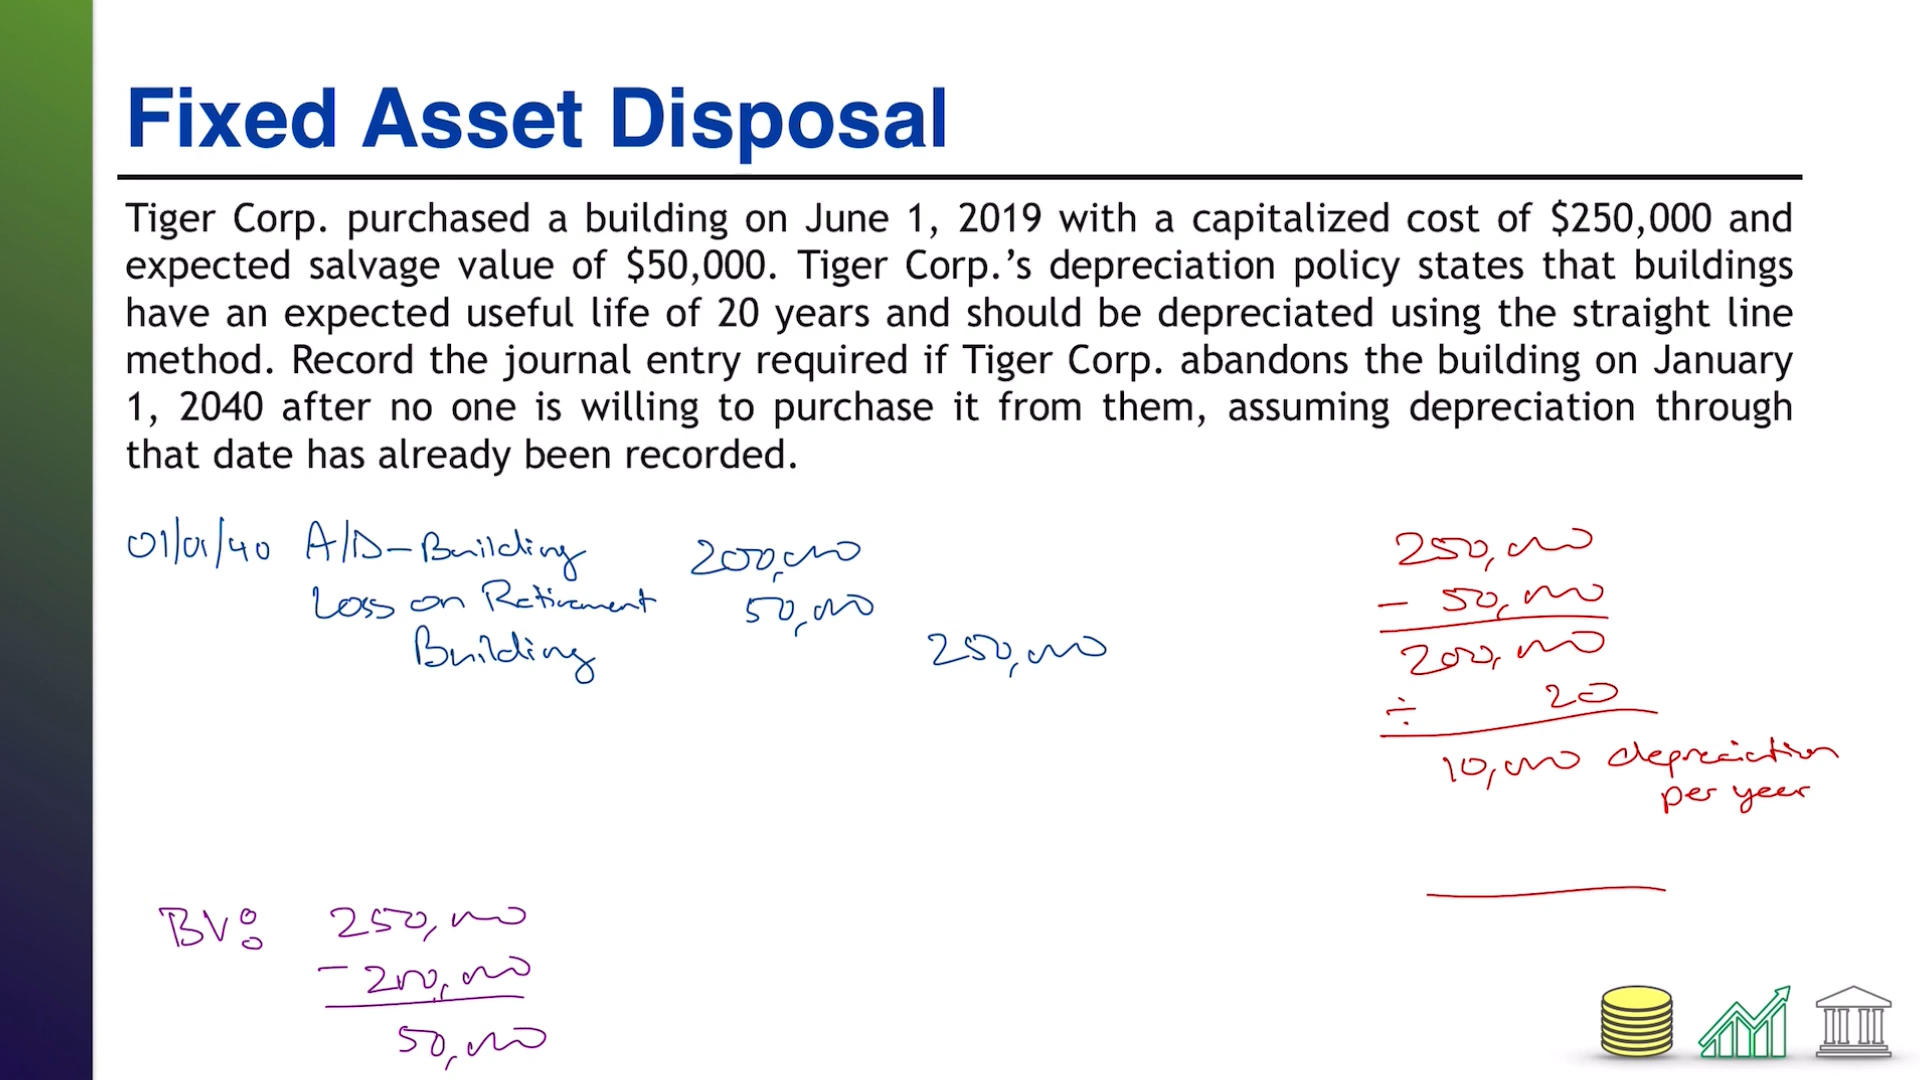 Fixed Asset Disposal
Tiger Corp. purchased a building on June 1, 2019 with a capitalized cost of $250,000 and
expected salvage value of $50,000. Tiger Corp.’s depreciation policy states that buildings
have an expected useful life of 20 years and should be depreciated using the straight line
method. Record the journal entry required if Tiger Corp. abandons the building on January
1, 2040 after no one is willing to purchase it from them, assuming depreciation through
that date has already been recorded.
01/01/40 A/D-Building 200,000
Loss on Retirement 50,000
Building 250,000
250,000
- 50,000
200,000
÷ 20
10,000 depreciation
per year
BV: 250,000
- 200,000
50,000